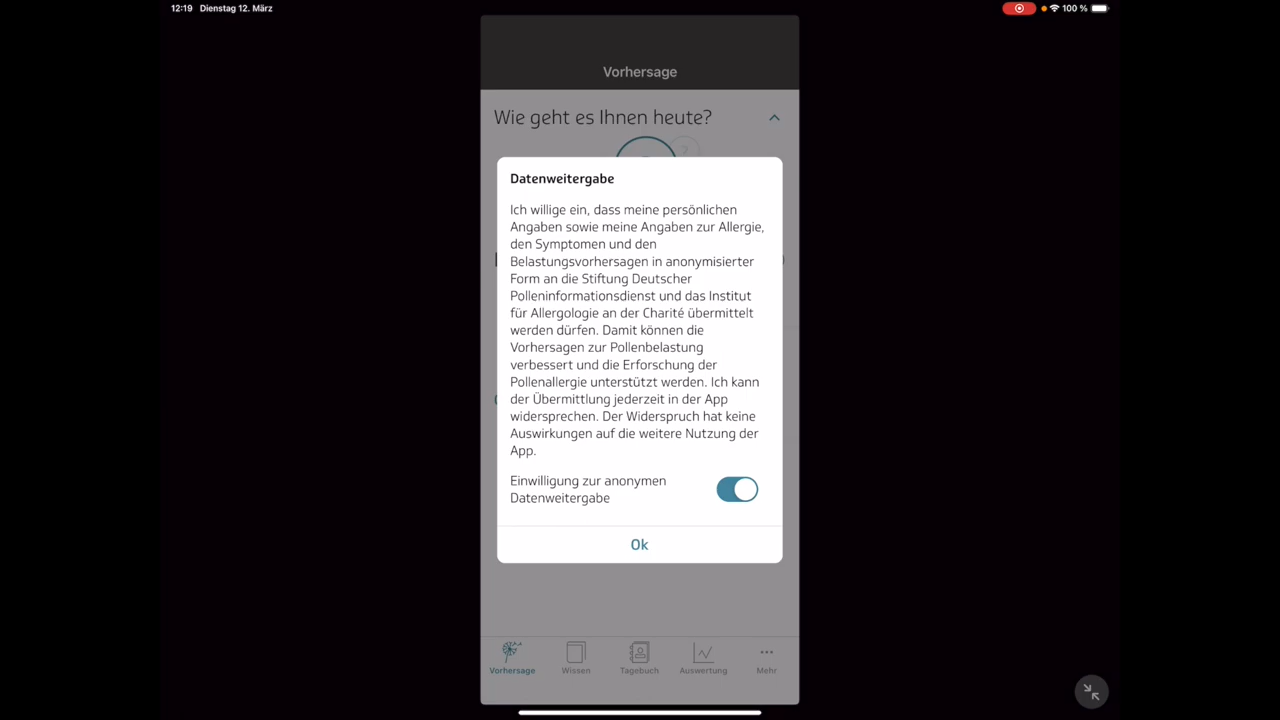 12:19 Dienstag 12. März
100 %
Vorhersage
Wie geht es Ihnen heute?
?
Datenweitergabe
Ich willige ein, dass meine persönlichen
Angaben sowie meine Angaben zur Allergie,
den Symptomen und den
Belastungsvorhersagen in anonymisierter
Form an die Stiftung Deutscher
Polleninformationsdienst und das Institut
für Allergologie an der Charité übermittelt
werden dürfen. Damit können die
Vorhersagen zur Pollenbelastung
verbessert und die Erforschung der
Pollenallergie unterstützt werden. Ich kann
der Übermittlung jederzeit in der App
widersprechen. Der Widerspruch hat keine
Auswirkungen auf die weitere Nutzung der
App.
Einwilligung zur anonymen
Datenweitergabe
Ok
Vorhersage Wissen Tagebuch Auswertung Mehr